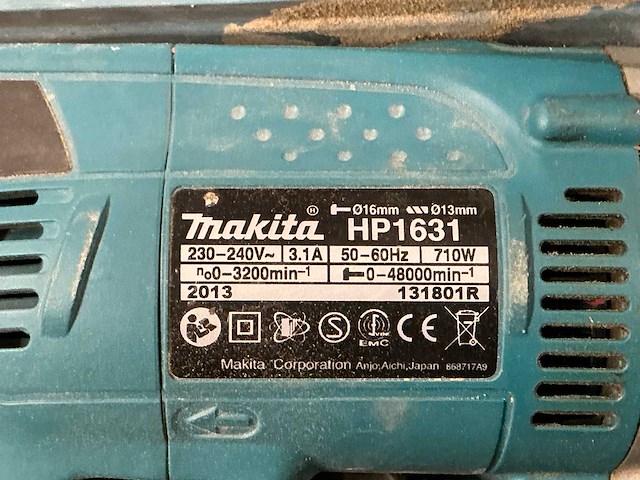 Ø16mm Ø13mm
makita® HP1631
230-240V~ 3.1A 50-60Hz 710W
n00-3200min-1 0-48000min-1
2013 131801R
S EMC CE
Makita Corporation Anjo,Aichi,Japan 868717A9